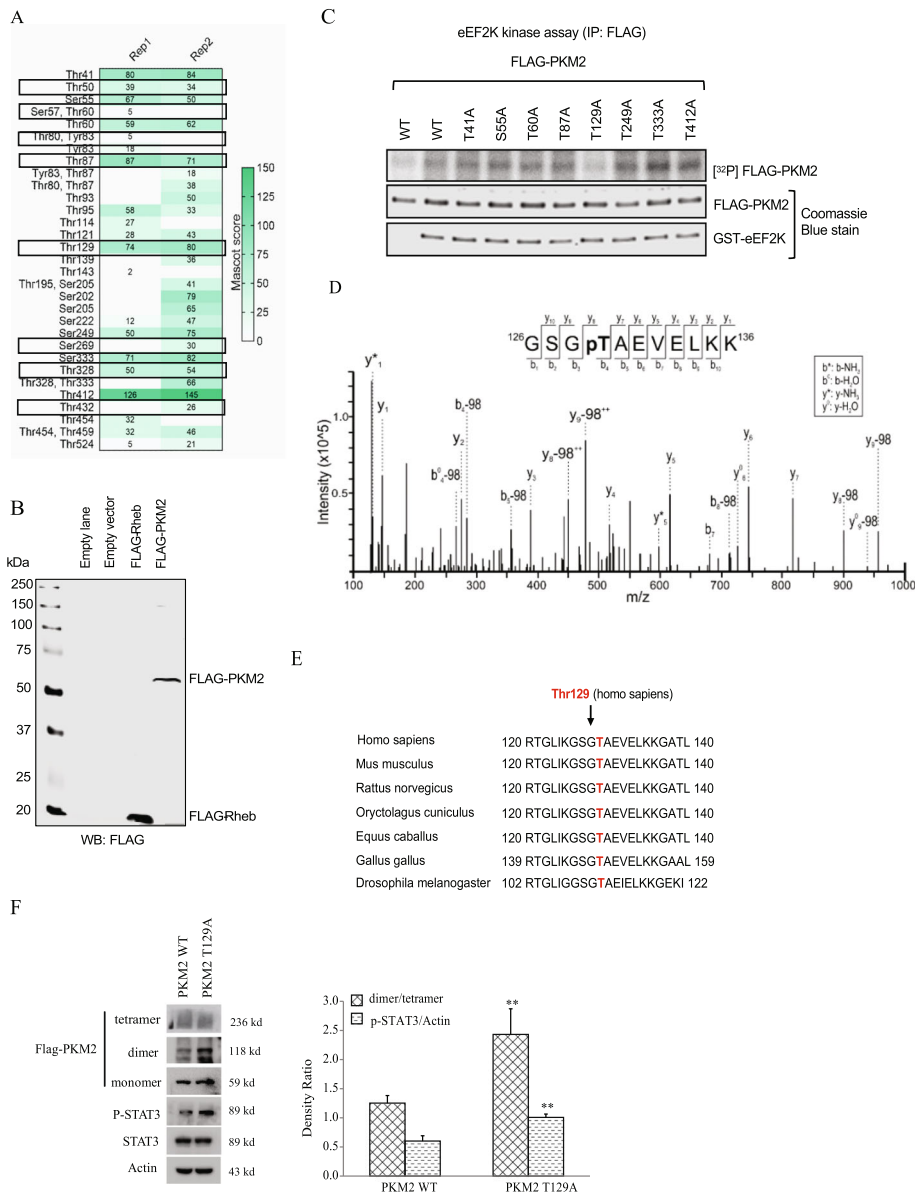 A
Rep1 Rep2
Thr41 80 84
Thr50 39 34
Ser55 67 50
Ser57, Thr60 5
Thr60 59 62
Thr80, Tyr83 5
Tyr83 18
Thr87 87 71
Tyr83, Thr87 18
Thr80, Thr87 38
Thr93 50
Thr95 58 33
Thr114 27
Thr121 28 43
Thr129 74 80
Thr139 36
Thr143 2
Thr195, Ser205 41
Ser202 79
Ser205 65
Ser222 12 47
Ser249 50 75
Ser269 30
Ser333 71 82
Thr328 50 54
Thr328, Thr333 66
Thr412 126 145
Thr432 26
Thr454 32
Thr454, Thr459 32 46
Thr524 5 21
150
125
100
75
50
25
0
Mascot score
B
kDa
Empty lane
Empty vector
FLAG-Rheb
FLAG-PKM2
250
150
100
75
50
37
25
20
FLAG-PKM2
FLAG-Rheb
WB: FLAG
C
eEF2K kinase assay (IP: FLAG)
FLAG-PKM2
WT WT T41A S55A T60A T87A T129A T249A T333A T412A
[³²P] FLAG-PKM2
FLAG-PKM2
GST-eEF2K
Coomassie
Blue stain
D
y₁₀ y₉ y₈ y₇ y₆ y₅ y₄ y₃ y₂ y₁
¹²⁶G S G pT A E V E L K K¹³⁶
b₁ b₂ b₃ b₄ b₅ b₆ b₇ b�8 b₉ b₁₀
b*: b-NH₃
b⁰: b-H₂O
y*: y-NH₃
y⁰: y-H₂O
Intensity (x10^5)
1.0
0.5
y*₁
y₁
b⁰₄-98
y₂
b₄-98
b₅-98
y₃
y₈-98⁺⁺
y₉-98⁺⁺
y₄
y*₅
y₅
b₇
b₈-98
y⁰₆
y₆
y₇
y₈-98
y⁰₉-98
y₉-98
100 200 300 400 500 600 700 800 900 1000
m/z
E
Thr129 (homo sapiens)
Homo sapiens 120 RTGLIKGSGTAEVELKKGATL 140
Mus musculus 120 RTGLIKGSGTAEVELKKGATL 140
Rattus norvegicus 120 RTGLIKGSGTAEVELKKGATL 140
Oryctolagus cuniculus 120 RTGLIKGSGTAEVELKKGATL 140
Equus caballus 120 RTGLIKGSGTAEVELKKGATL 140
Gallus gallus 139 RTGLIKGSGTAEVELKKGAAL 159
Drosophila melanogaster 102 RTGLIGGSGTAEIELKKGEKI 122
F
PKM2 WT
PKM2 T129A
Flag-PKM2
tetramer 236 kd
dimer 118 kd
monomer 59 kd
P-STAT3 89 kd
STAT3 89 kd
Actin 43 kd
Density Ratio
3.0
2.5
2.0
1.5
1.0
0.5
0.0
dimer/tetramer
p-STAT3/Actin
**
**
PKM2 WT PKM2 T129A